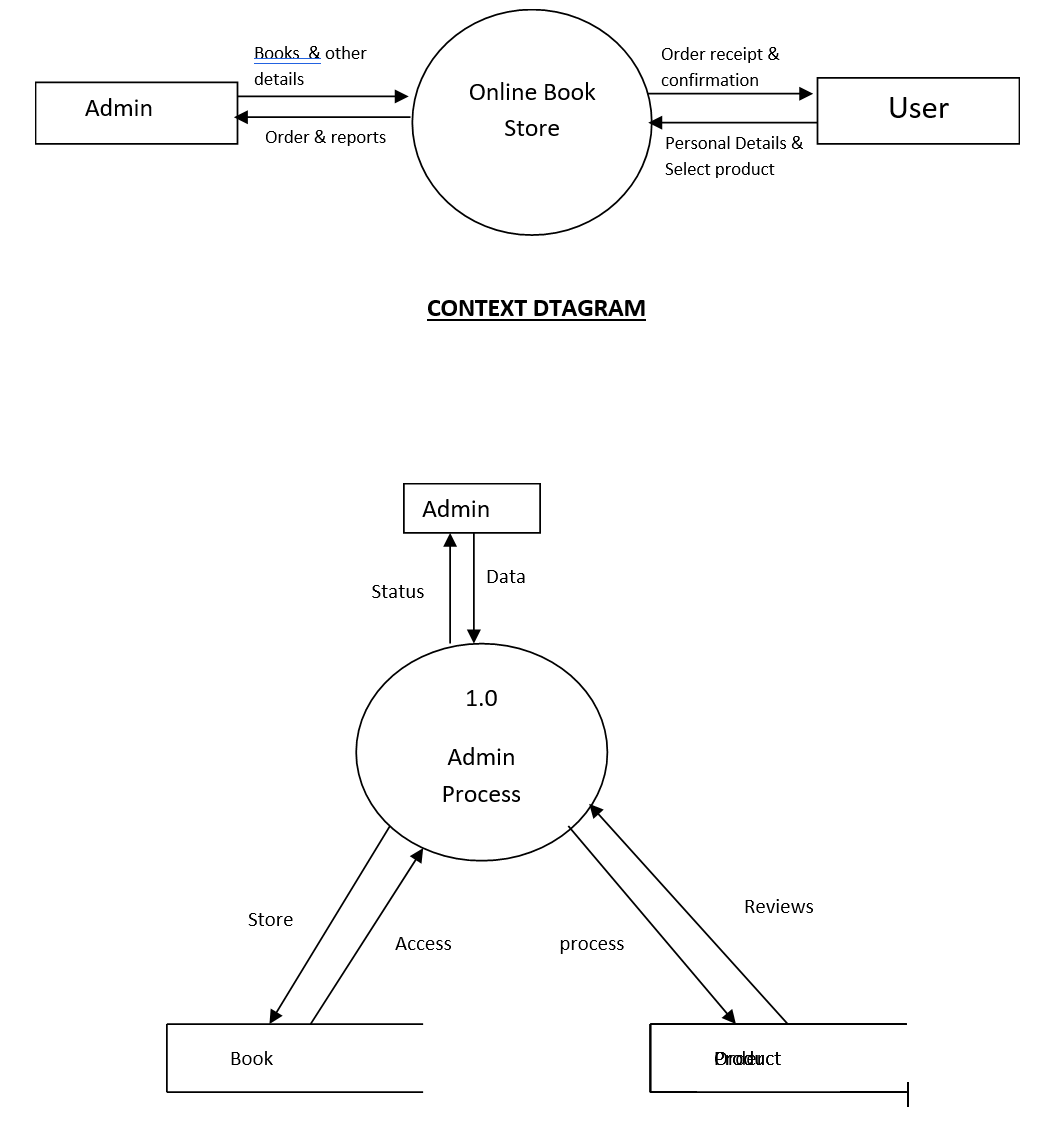 Books & other
details
Admin
Order & reports
Online Book
Store
Order receipt &
confirmation
User
Personal Details &
Select product
CONTEXT DTAGRAM
Admin
Status
Data
1.0
Admin
Process
Store
Access
process
Reviews
Book